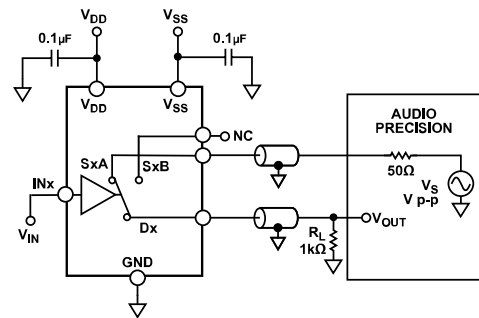 VDD
VSS
0.1µF
0.1µF
VDD
VSS
NC
AUDIO
PRECISION
SxA
SxB
INx
50Ω
VS
V p-p
Dx
VOUT
VIN
RL
1kΩ
GND